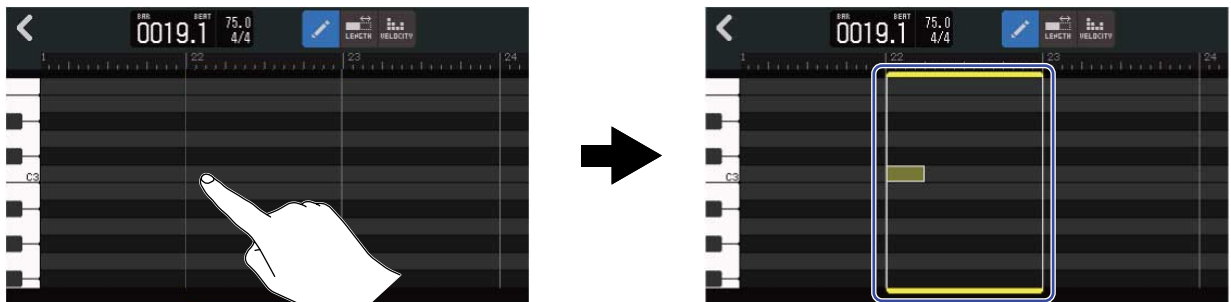 BAR BEAT
0019.1 75.0
4/4
LENGTH VELOCITY
1 22 23 24
C3
BAR BEAT
0019.1 75.0
4/4
LENGTH VELOCITY
1 22 23 24
C3